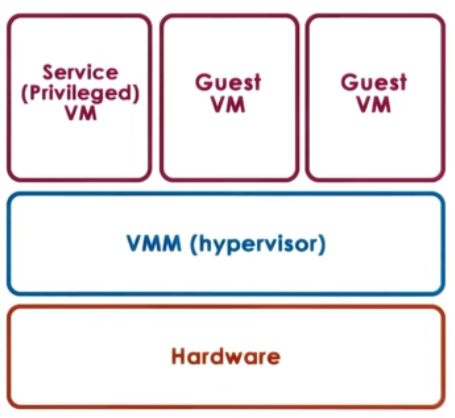 Service
(Privileged)
VM
Guest
VM
Guest
VM
VMM (hypervisor)
Hardware